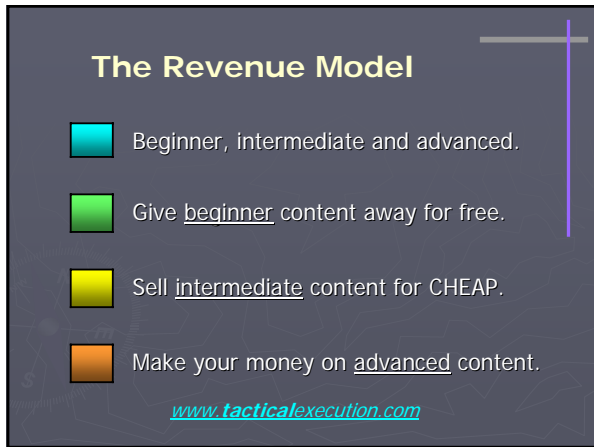 The Revenue Model
Beginner, intermediate and advanced.
Give beginner content away for free.
Sell intermediate content for CHEAP.
Make your money on advanced content.
www.tacticalexecution.com